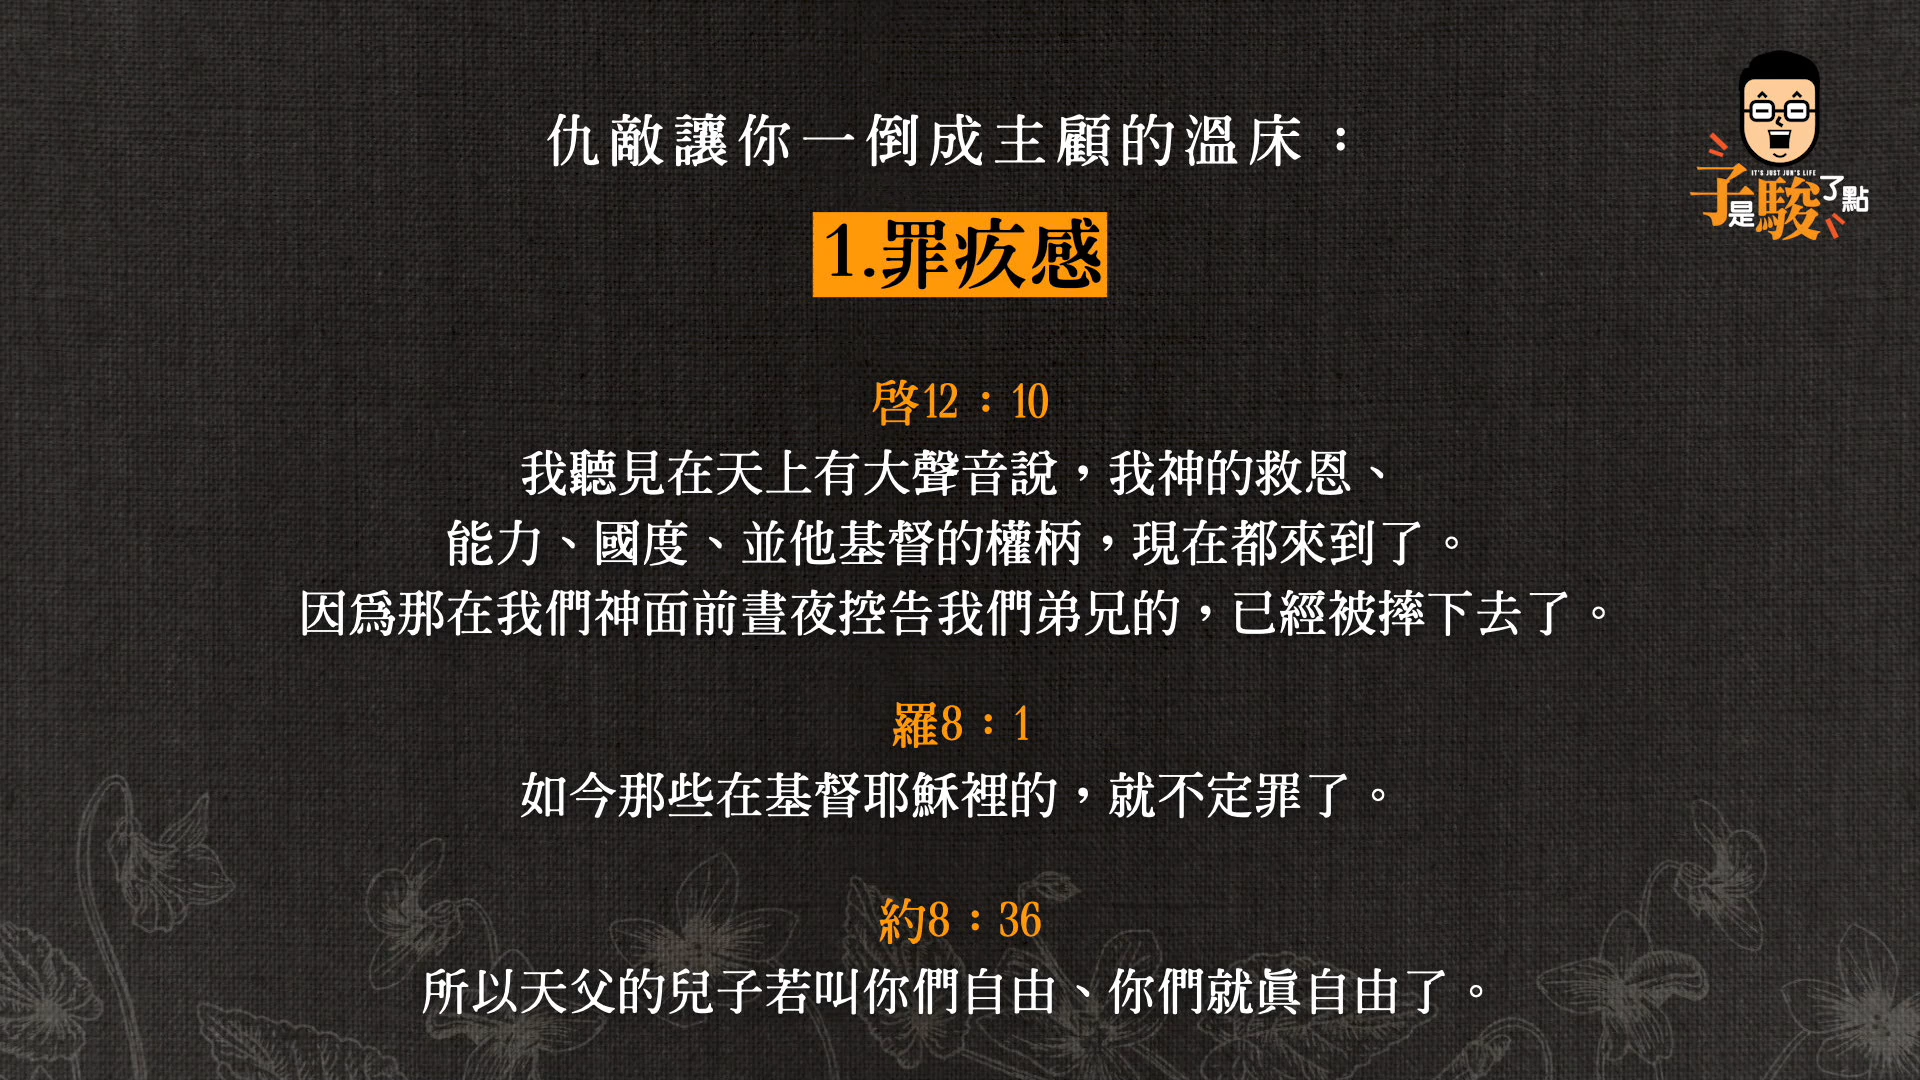 仇敵讓你一倒成主顧的溫床：
1.罪疚感
啓12：10
我聽見在天上有大聲音說，我神的救恩、
能力、國度、並他基督的權柄，現在都來到了。
因爲那在我們神面前晝夜控告我們弟兄的，已經被摔下去了。
羅8：1
如今那些在基督耶穌裡的，就不定罪了。
約8：36
所以天父的兒子若叫你們自由、你們就眞自由了。
IT'S JUST JUN'S LIFE
子是駿了點